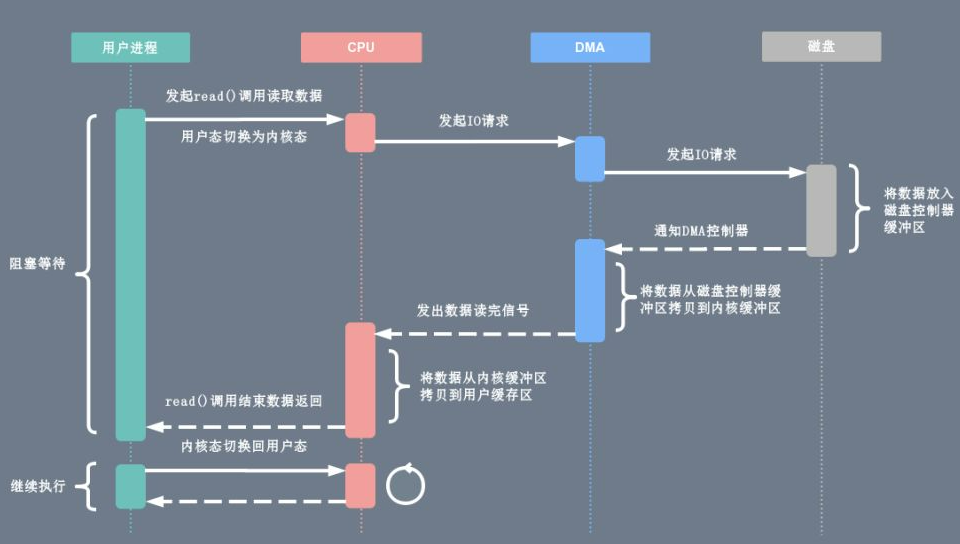 用户进程
CPU
DMA
磁盘
发起read()调用读取数据
用户态切换为内核态
发起IO请求
发起IO请求
将数据放入
磁盘控制器
缓冲区
通知DMA控制器
阻塞等待
将数据从磁盘控制器缓
冲区拷贝到内核缓冲区
发出数据读完信号
将数据从内核缓冲区
拷贝到用户缓存区
read()调用结束数据返回
内核态切换回用户态
继续执行